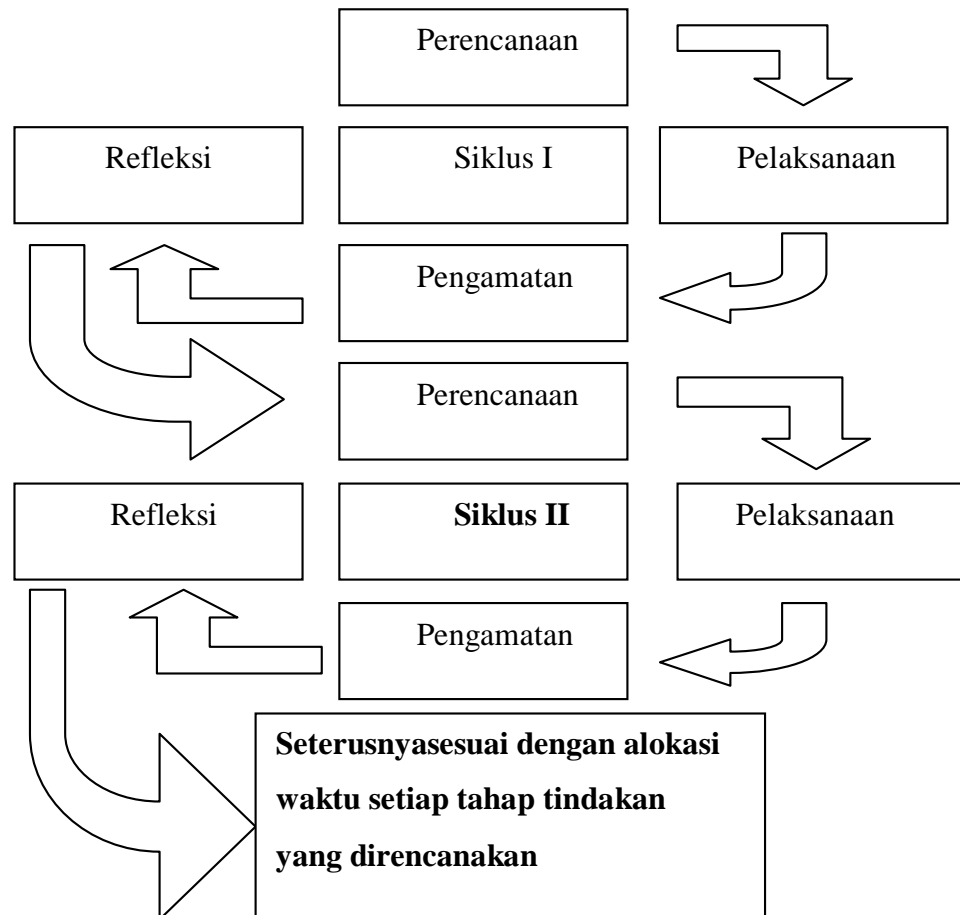 Perencanaan
Refleksi
Siklus I
Pelaksanaan
Pengamatan
Perencanaan
Refleksi
Siklus II
Pelaksanaan
Pengamatan
Seterusnyasesuai dengan alokasi
waktu setiap tahap tindakan
yang direncanakan